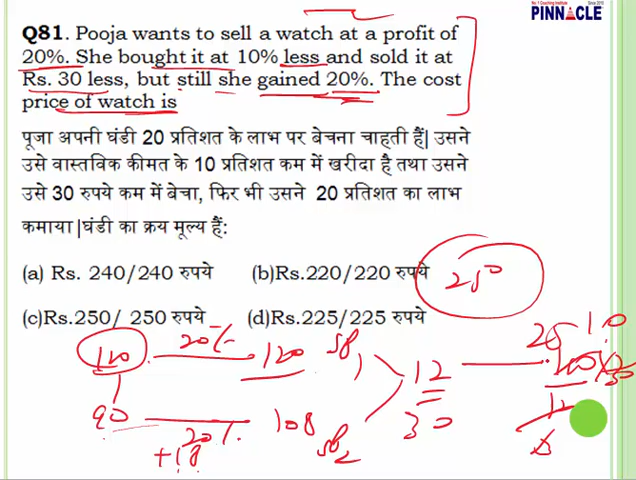 No. 1 Coaching Institute
PINNACLE
Q81. Pooja wants to sell a watch at a profit of
20%. She bought it at 10% less and sold it at
Rs. 30 less, but still she gained 20%. The cost
price of watch is
पूजा अपनी घंडी 20 प्रतिशत के लाभ पर बेचना चाहती हैं| उसने
उसे वास्तविक कीमत के 10 प्रतिशत कम में खरीदा है तथा उसने
उसे 30 रुपये कम में बेचा, फिर भी उसने 20 प्रतिशत का लाभ
कमाया|घंडी का क्रय मूल्य हैं:
(a) Rs. 240/240 रुपये (b)Rs.220/220 रुपये
250
(c)Rs.250/ 250 रुपये (d)Rs.225/225 रुपये
100 20% 120 SP1
12
30
90 20% 108 SP2
+18